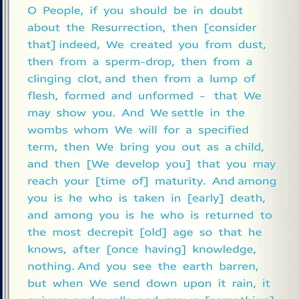 O People, if you should be in doubt
about the Resurrection, then [consider
that] indeed, We created you from dust,
then from a sperm-drop, then from a
clinging clot, and then from a lump of
flesh, formed and unformed - that We
may show you. And We settle in the
wombs whom We will for a specified
term, then We bring you out as a child,
and then [We develop you] that you may
reach your [time of] maturity. And among
you is he who is taken in [early] death,
and among you is he who is returned to
the most decrepit [old] age so that he
knows, after [once having] knowledge,
nothing. And you see the earth barren,
but when We send down upon it rain, it